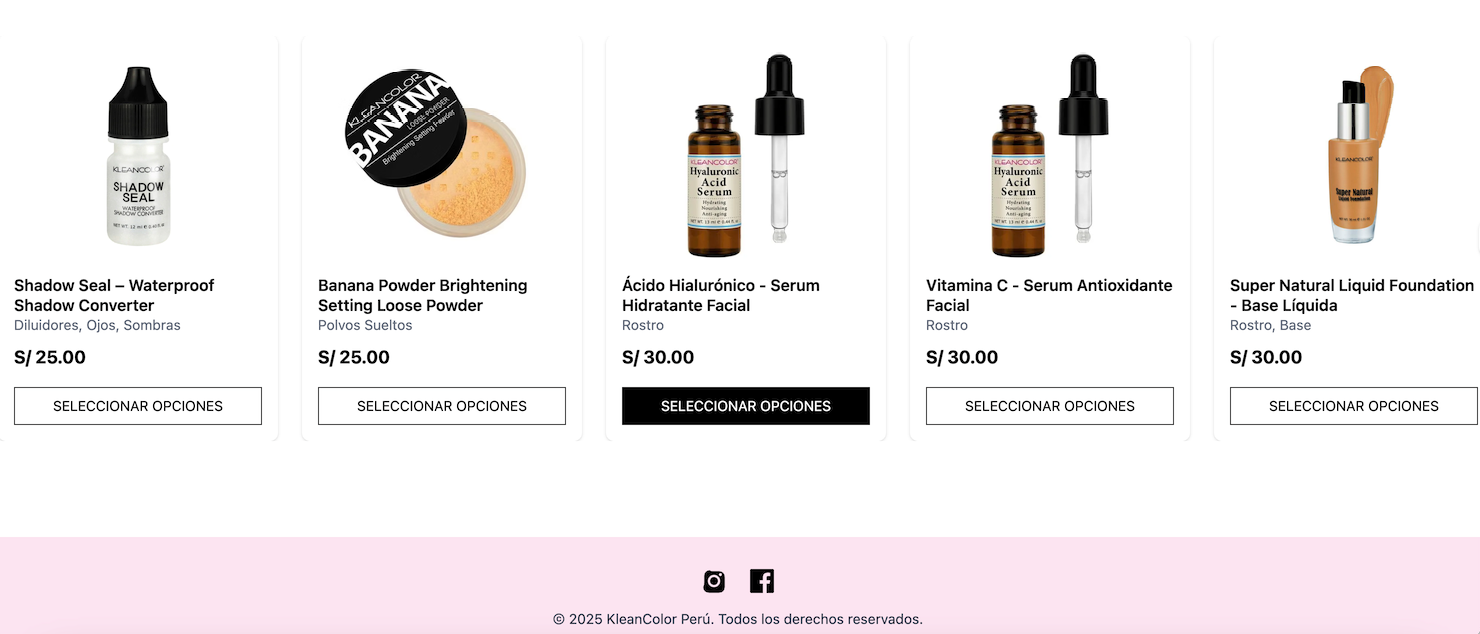 KLEANCOLOR
SHADOW
SEAL
WATERPROOF
SHADOW CONVERTER
NET WT. 12 ml e 0.40 fl.oz
KLEANCOLOR
BANANA
LOOSE POWDER
Brightening Setting Powder
KLEANCOLOR
Hyaluronic
Acid
Serum
Hydrating
Nourishing
Anti-aging
NET WT. 13 ml e 0.44 fl. oz
KLEANCOLOR
Hyaluronic
Acid
Serum
Hydrating
Nourishing
Anti-aging
NET WT. 13 ml e 0.44 fl. oz
KLEANCOLOR
Super Natural
Liquid Foundation
Shadow Seal – Waterproof
Shadow Converter
Diluidores, Ojos, Sombras
S/ 25.00
SELECCIONAR OPCIONES
Banana Powder Brightening
Setting Loose Powder
Polvos Sueltos
S/ 25.00
SELECCIONAR OPCIONES
Ácido Hialurónico - Serum
Hidratante Facial
Rostro
S/ 30.00
SELECCIONAR OPCIONES
Vitamina C - Serum Antioxidante
Facial
Rostro
S/ 30.00
SELECCIONAR OPCIONES
Super Natural Liquid Foundation
- Base Líquida
Rostro, Base
S/ 30.00
SELECCIONAR OPCIONES
© 2025 KleanColor Perú. Todos los derechos reservados.